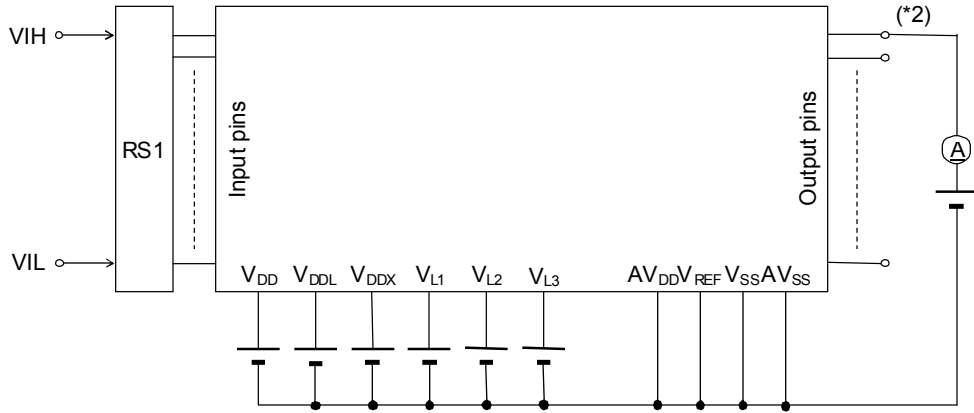 (*2)
VIH
RS1
Input pins
Output pins
A
VIL
VDD VDDL VDDX VL1 VL2 VL3 AVDD VREF VSS AVSS